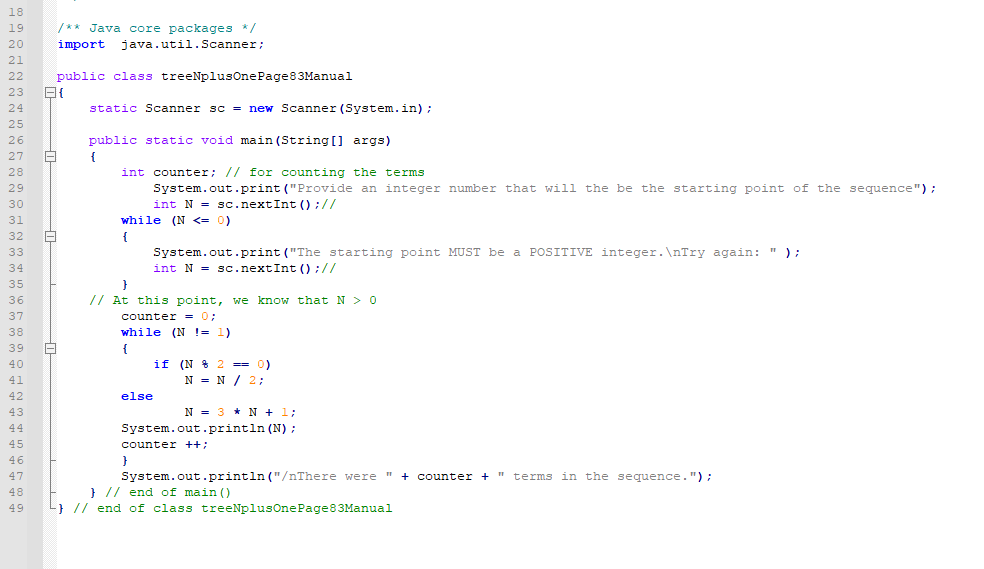 18
19 /** Java core packages */
20 import  java.util.Scanner;
21
22 public class treeNplusOnePage83Manual
23 {
24     static Scanner sc = new Scanner(System.in);
25
26     public static void main(String[] args)
27     {
28         int counter; // for counting the terms
29             System.out.print("Provide an integer number that will the be the starting point of the sequence");
30             int N = sc.nextInt();//
31         while (N <= 0)
32         {
33             System.out.print("The starting point MUST be a POSITIVE integer.\nTry again: " );
34             int N = sc.nextInt();//
35         }
36     // At this point, we know that N > 0
37         counter = 0;
38         while (N != 1)
39         {
40             if (N % 2 == 0)
41                 N = N / 2;
42         else
43                 N = 3 * N + 1;
44         System.out.println(N);
45         counter ++;
46         }
47         System.out.println("/nThere were " + counter + " terms in the sequence.");
48     } // end of main()
49 } // end of class treeNplusOnePage83Manual